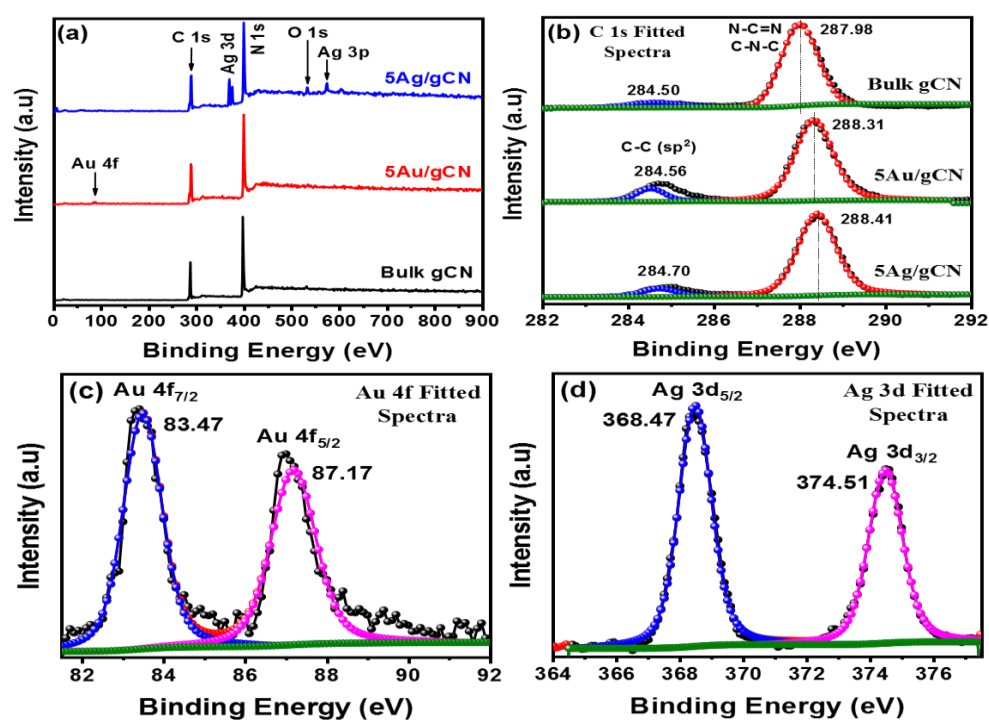 (a)
C 1s
Ag 3d
N 1s
O 1s
Ag 3p
5Ag/gCN
Au 4f
5Au/gCN
Bulk gCN
Intensity (a.u)
0 100 200 300 400 500 600 700 800 900
Binding Energy (eV)
(b)
C 1s Fitted
Spectra
N-C=N
C-N-C
287.98
284.50
Bulk gCN
288.31
C-C (sp²)
284.56
5Au/gCN
288.41
284.70
5Ag/gCN
Intensity (a.u)
282 284 286 288 290 292
Binding Energy (eV)
(c)
Au 4f₇/₂
83.47
Au 4f Fitted
Spectra
Au 4f₅/₂
87.17
Intensity (a.u)
82 84 86 88 90 92
Binding Energy (eV)
(d)
Ag 3d₅/₂
368.47
Ag 3d Fitted
Spectra
Ag 3d₃/₂
374.51
Intensity (a.u)
364 366 368 370 372 374 376
Binding Energy (eV)